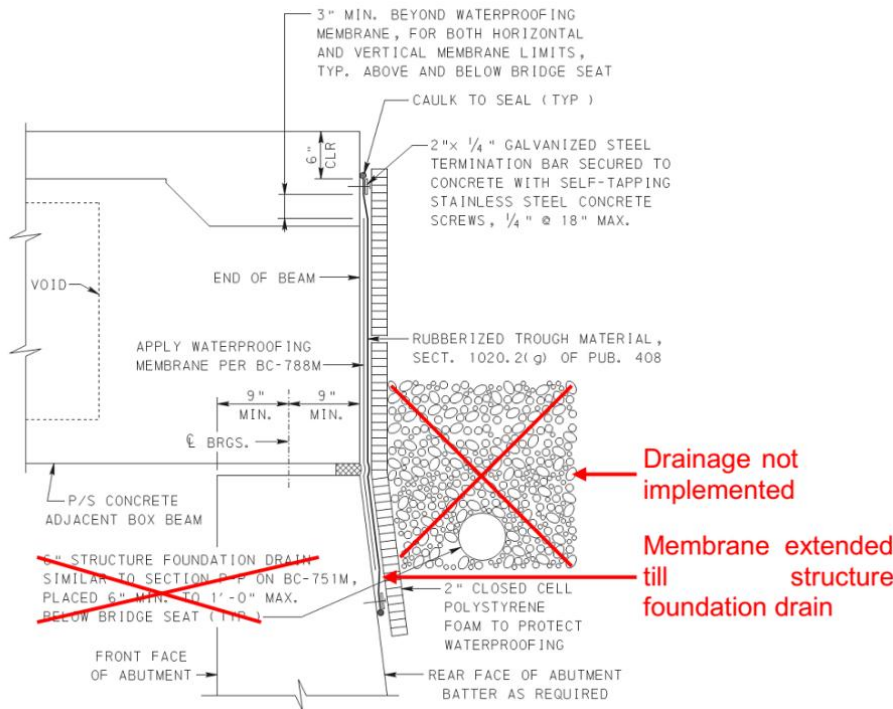 3" MIN. BEYOND WATERPROOFING
MEMBRANE, FOR BOTH HORIZONTAL
AND VERTICAL MEMBRANE LIMITS,
TYP. ABOVE AND BELOW BRIDGE SEAT
CAULK TO SEAL (TYP )
6"
CLR
2"x 1/4" GALVANIZED STEEL
TERMINATION BAR SECURED TO
CONCRETE WITH SELF-TAPPING
STAINLESS STEEL CONCRETE
SCREWS, 1/4" @ 18" MAX.
END OF BEAM
VOID
APPLY WATERPROOFING
MEMBRANE PER BC-788M
RUBBERIZED TROUGH MATERIAL,
SECT. 1020.2(g) OF PUB. 408
9"
MIN.
9"
MIN.
℄ BRGS.
Drainage not
implemented
P/S CONCRETE
ADJACENT BOX BEAM
6" STRUCTURE FOUNDATION DRAIN
SIMILAR TO SECTION P-P ON BC-751M,
PLACED 6" MIN. TO 1'-0" MAX.
BELOW BRIDGE SEAT (TYP)
Membrane extended
till structure
foundation drain
2" CLOSED CELL
POLYSTYRENE
FOAM TO PROTECT
WATERPROOFING
FRONT FACE
OF ABUTMENT
REAR FACE OF ABUTMENT
BATTER AS REQUIRED